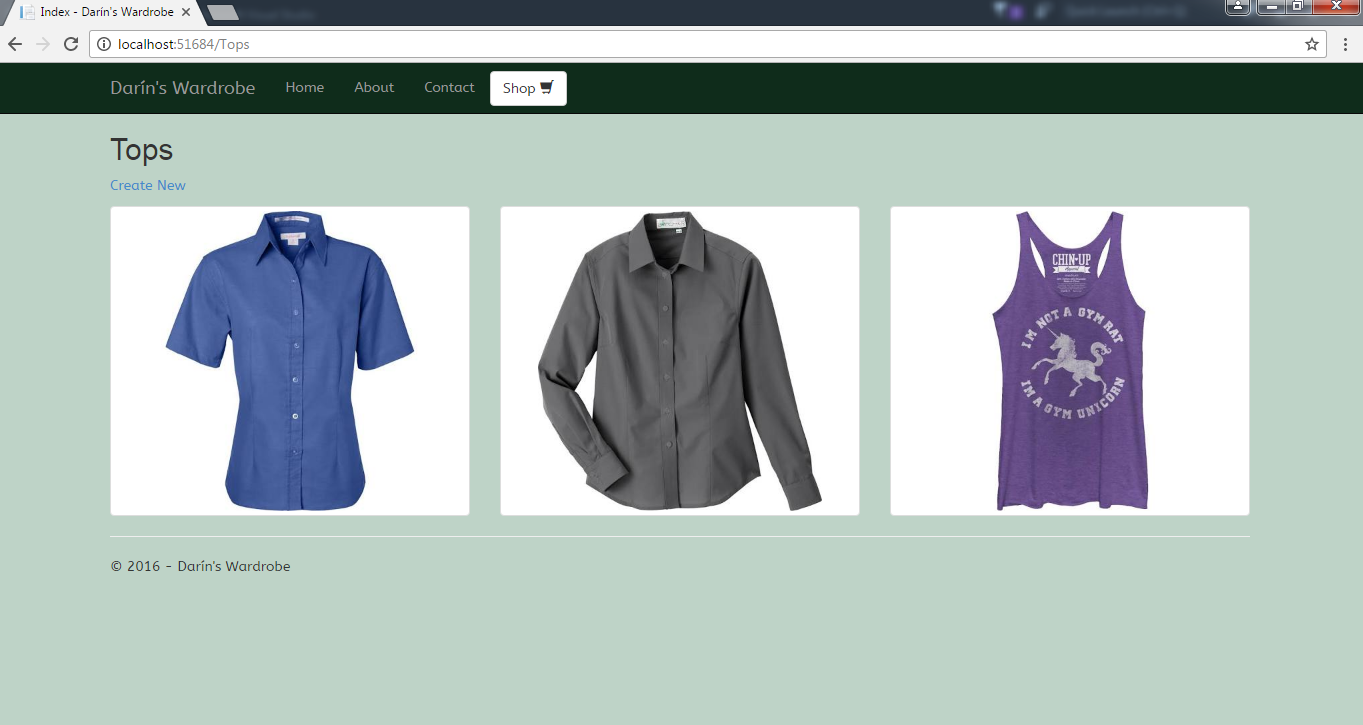 Index - Darín's Wardrobe
localhost:51684/Tops
Darín's Wardrobe Home About Contact Shop
Tops
Create New
CHIN-UP
Apparel
I'M NOT A GYM RAT
I'M A GYM UNICORN
© 2016 - Darín's Wardrobe